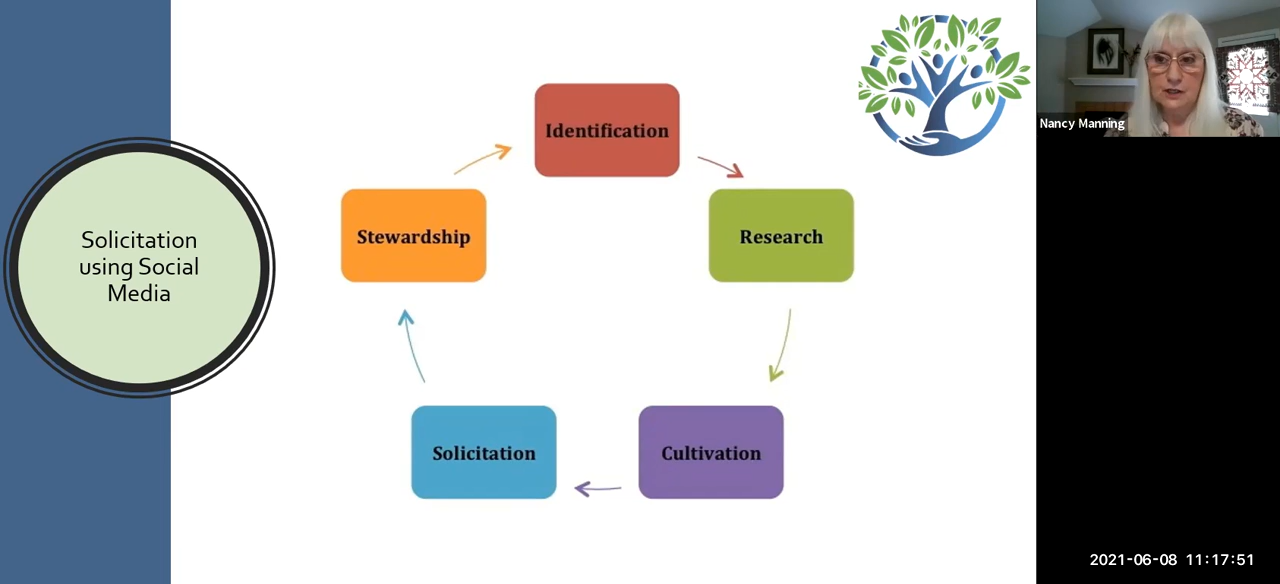 Solicitation
using Social
Media
Identification
Research
Cultivation
Solicitation
Stewardship
Nancy Manning
2021-06-08 11:17:51